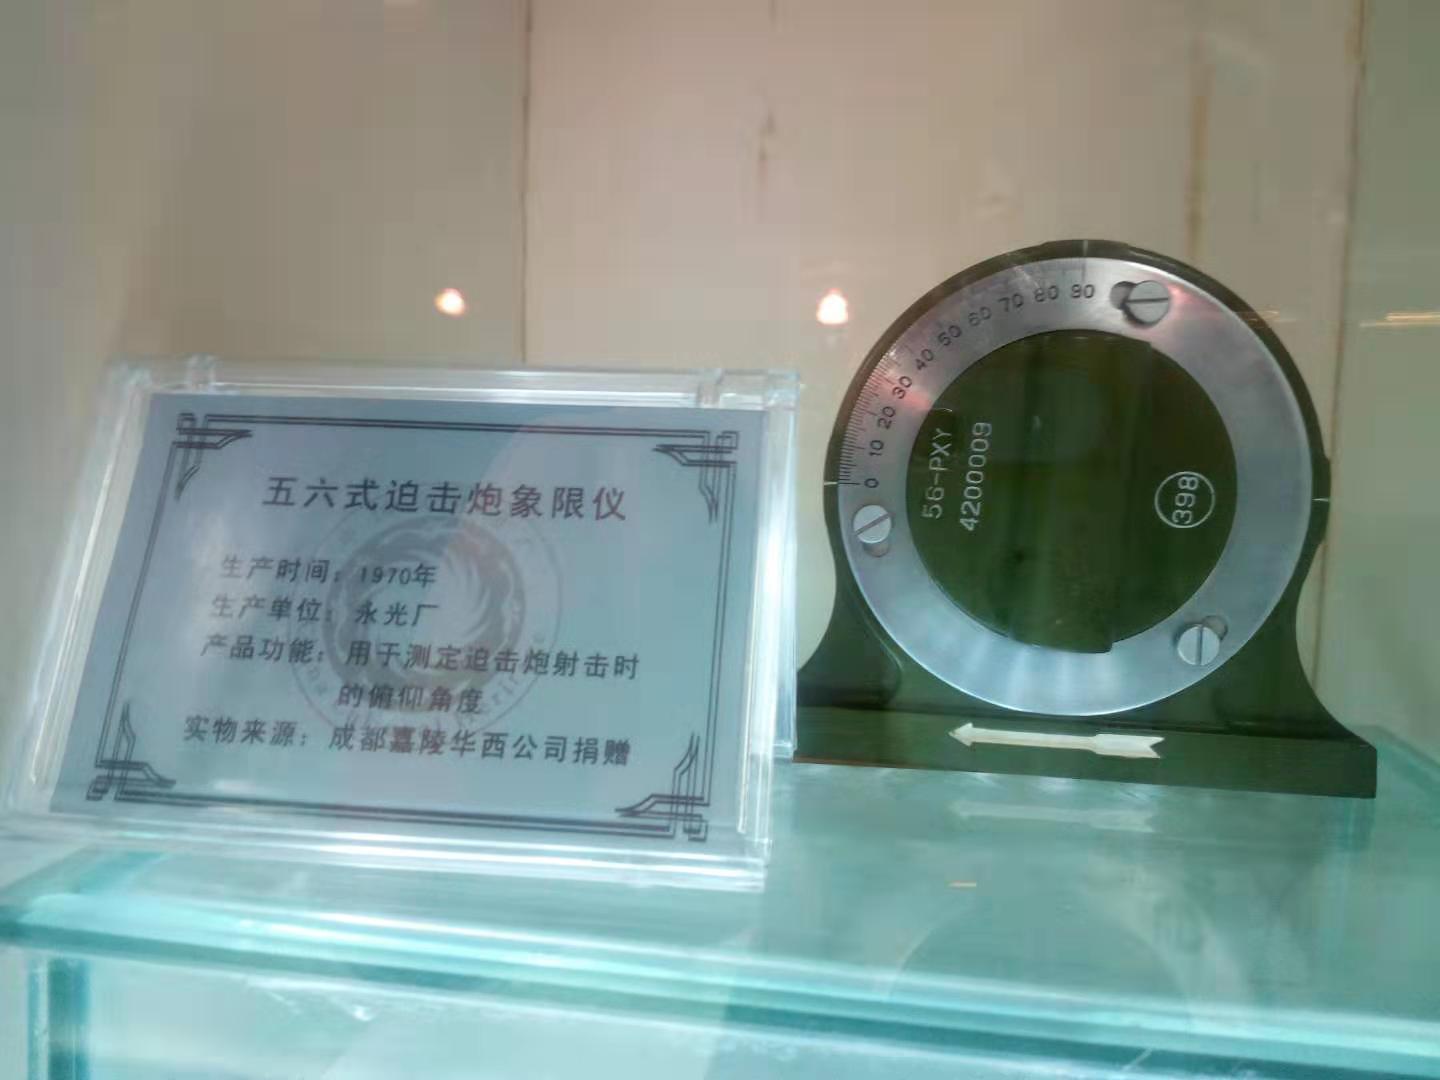 五六式迫击炮象限仪
生产时间：1970年
生产单位：永光厂
产品功能：用于测定迫击炮射击时
的俯仰角度
实物来源：成都嘉陵华西公司捐赠
0 10 20 30 40 50 60 70 80 90
56-PXY
4200009
398